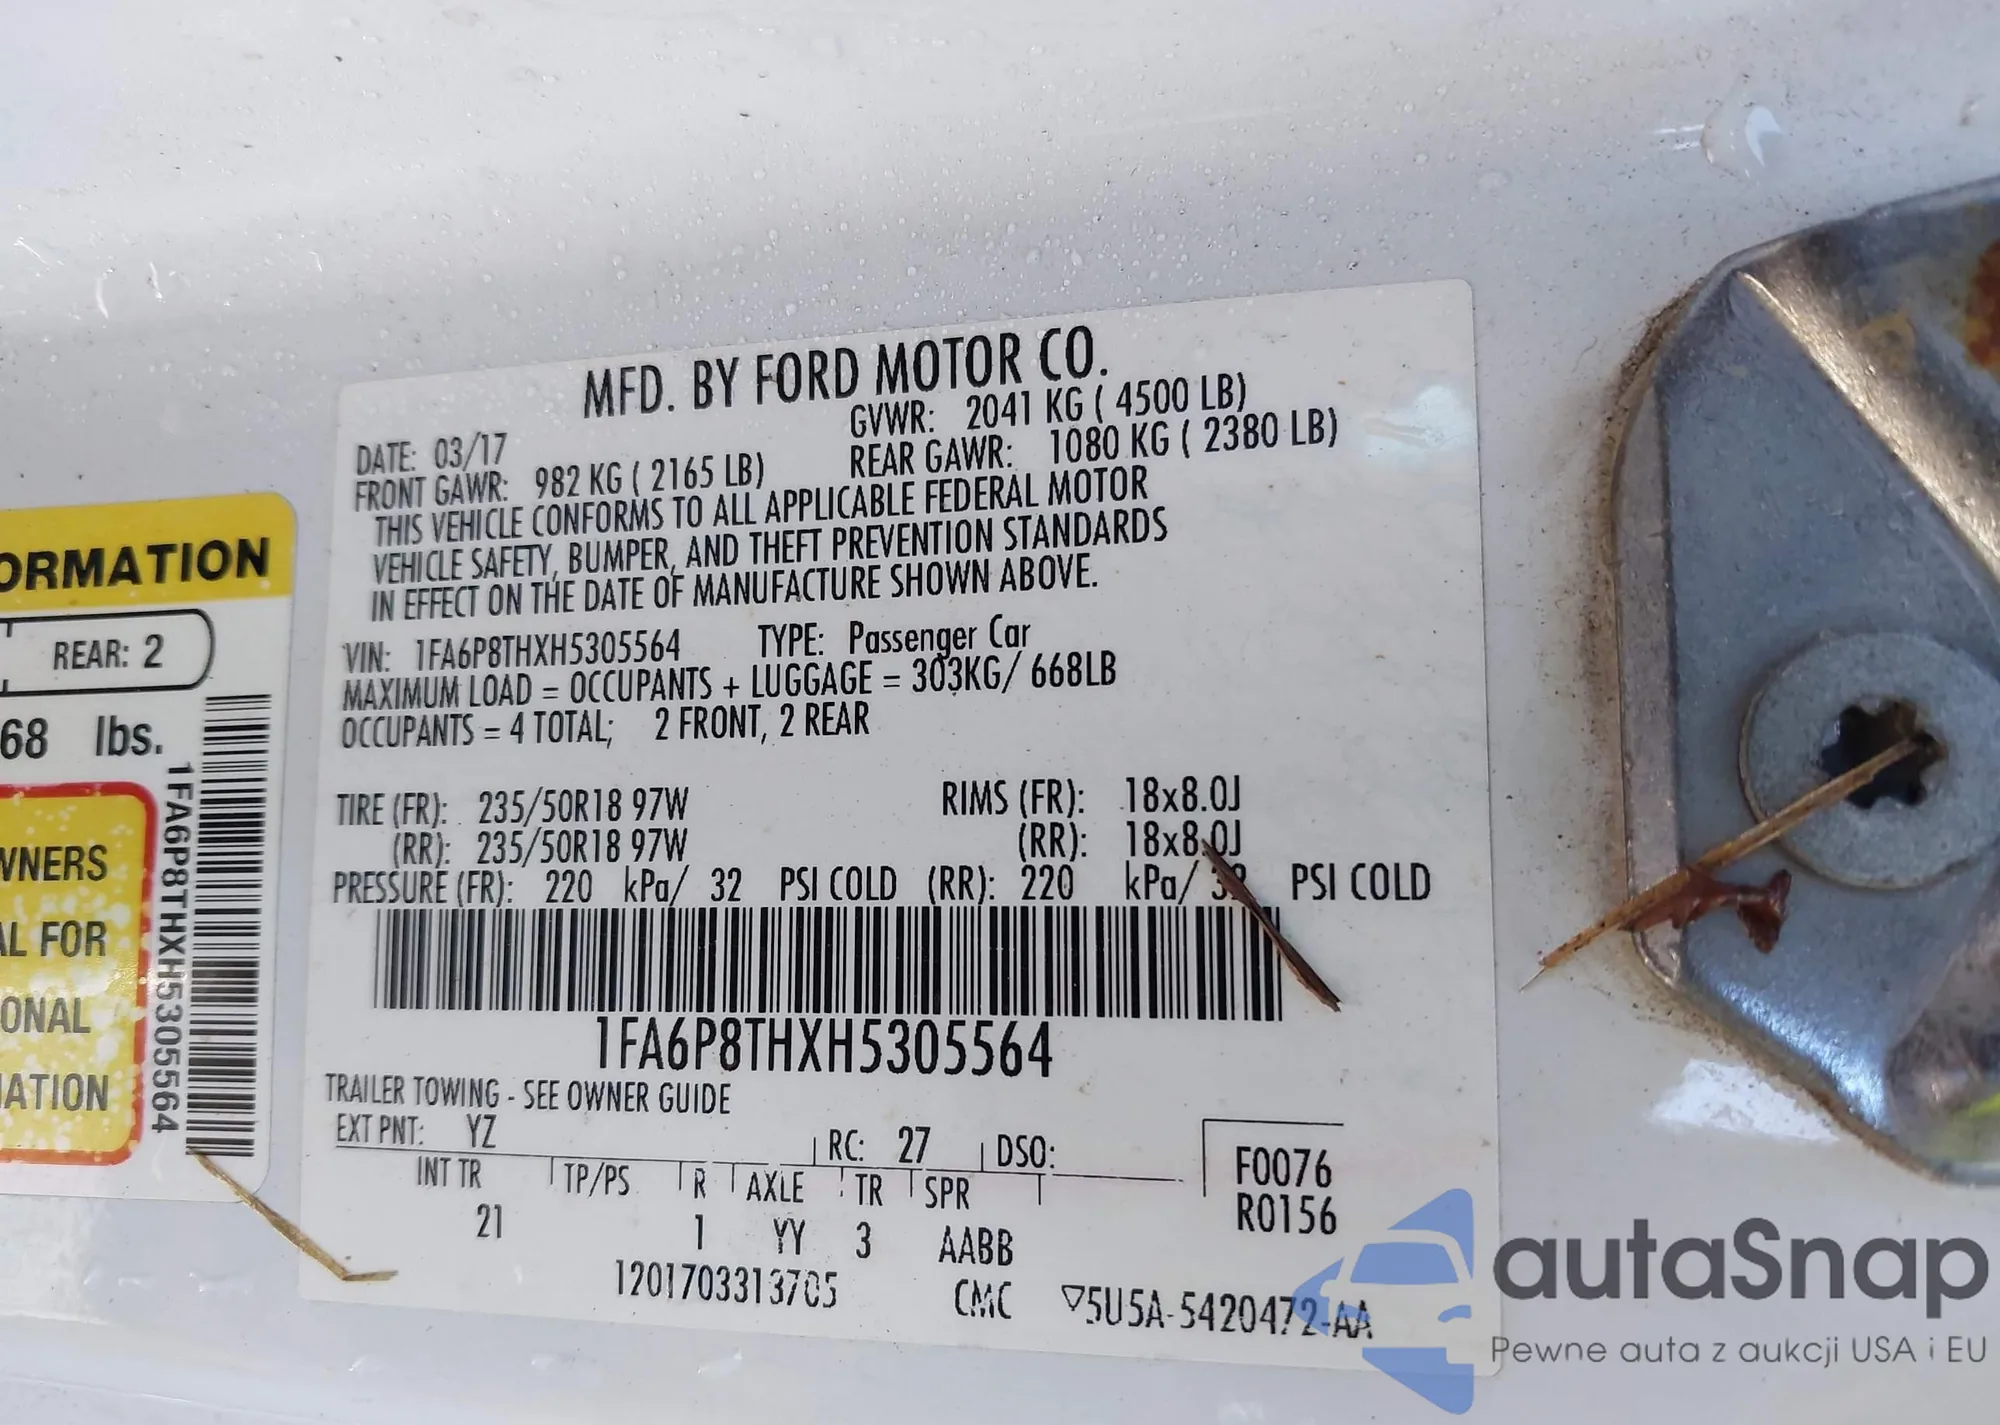 MFD. BY FORD MOTOR CO.
DATE: 03/17 GVWR: 2041 KG ( 4500 LB)
FRONT GAWR: 982 KG ( 2165 LB) REAR GAWR: 1080 KG ( 2380 LB)
THIS VEHICLE CONFORMS TO ALL APPLICABLE FEDERAL MOTOR
VEHICLE SAFETY, BUMPER, AND THEFT PREVENTION STANDARDS
IN EFFECT ON THE DATE OF MANUFACTURE SHOWN ABOVE.
VIN: 1FA6P8THXH5305564 TYPE: Passenger Car
MAXIMUM LOAD = OCCUPANTS + LUGGAGE = 303KG/ 668LB
OCCUPANTS = 4 TOTAL; 2 FRONT, 2 REAR
TIRE (FR): 235/50R18 97W RIMS (FR): 18x8.0J
(RR): 235/50R18 97W (RR): 18x8.0J
PRESSURE (FR): 220 kPa/ 32 PSI COLD (RR): 220 kPa/ 32 PSI COLD
1FA6P8THXH5305564
TRAILER TOWING - SEE OWNER GUIDE
EXT PNT: YZ RC: 27 DSO:
INT TR TP/PS R AXLE TR SPR
21 1 YY 3 AABB
F0076
R0156
1201703313705 CMC ▽5U5A-5420472-AA
ORMATION
REAR: 2
68 lbs.
WNERS
AL FOR
ONAL
MATION
1FA6P8THXH5305564
autaSnap
Pewne auta z aukcji USA i EU